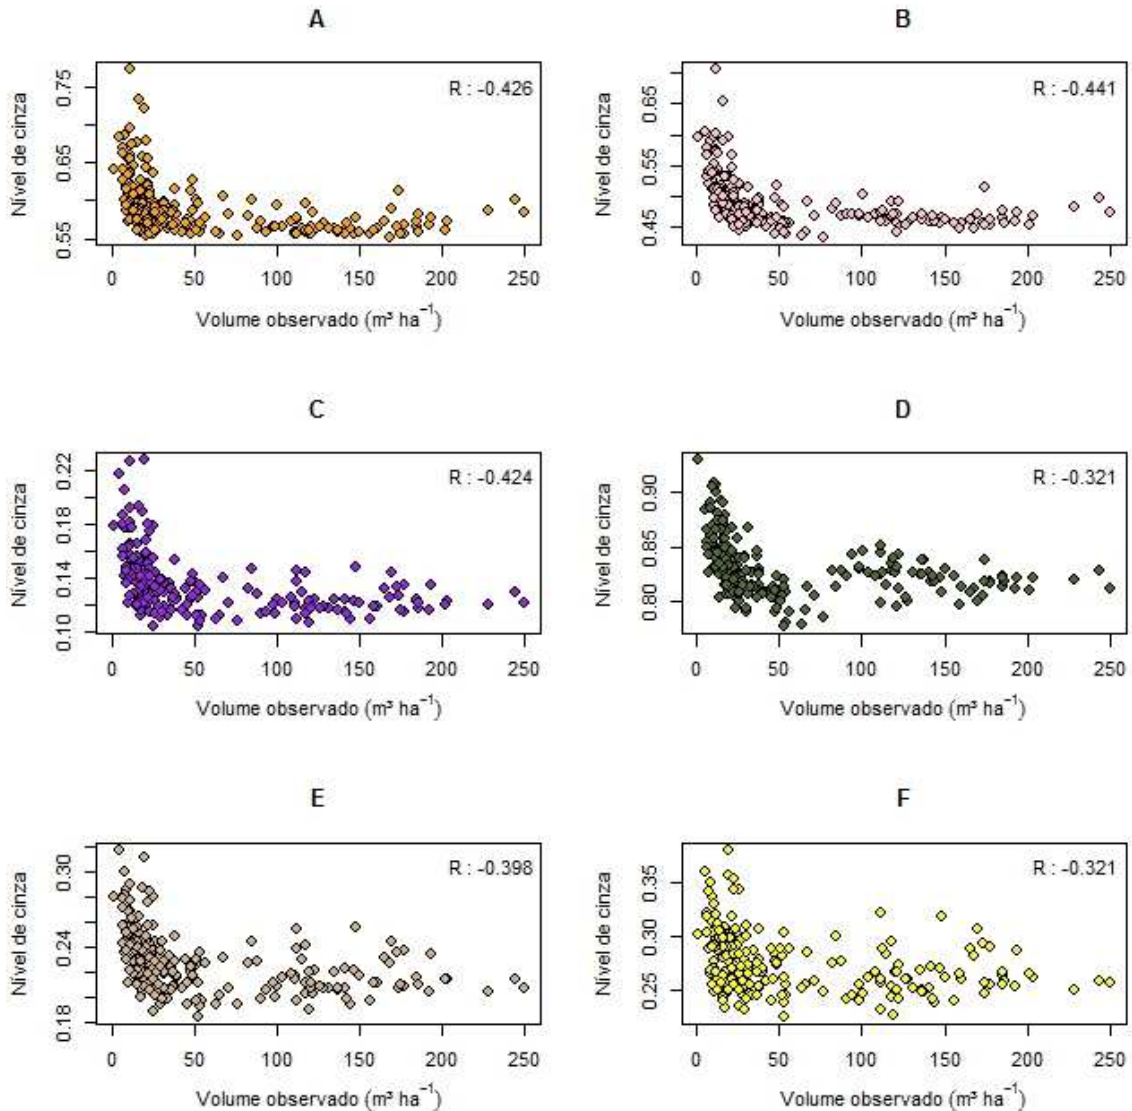 A
B
Nível de cinza
0.55 0.65 0.75
R : -0.426
0 50 100 150 200 250
Volume observado (m³ ha⁻¹)
Nível de cinza
0.45 0.55 0.65
R : -0.441
0 50 100 150 200 250
Volume observado (m³ ha⁻¹)
C
D
Nível de cinza
0.10 0.14 0.18 0.22
R : -0.424
0 50 100 150 200 250
Volume observado (m³ ha⁻¹)
Nível de cinza
0.80 0.85 0.90
R : -0.321
0 50 100 150 200 250
Volume observado (m³ ha⁻¹)
E
F
Nível de cinza
0.18 0.24 0.30
R : -0.398
0 50 100 150 200 250
Volume observado (m³ ha⁻¹)
Nível de cinza
0.25 0.30 0.35
R : -0.321
0 50 100 150 200 250
Volume observado (m³ ha⁻¹)